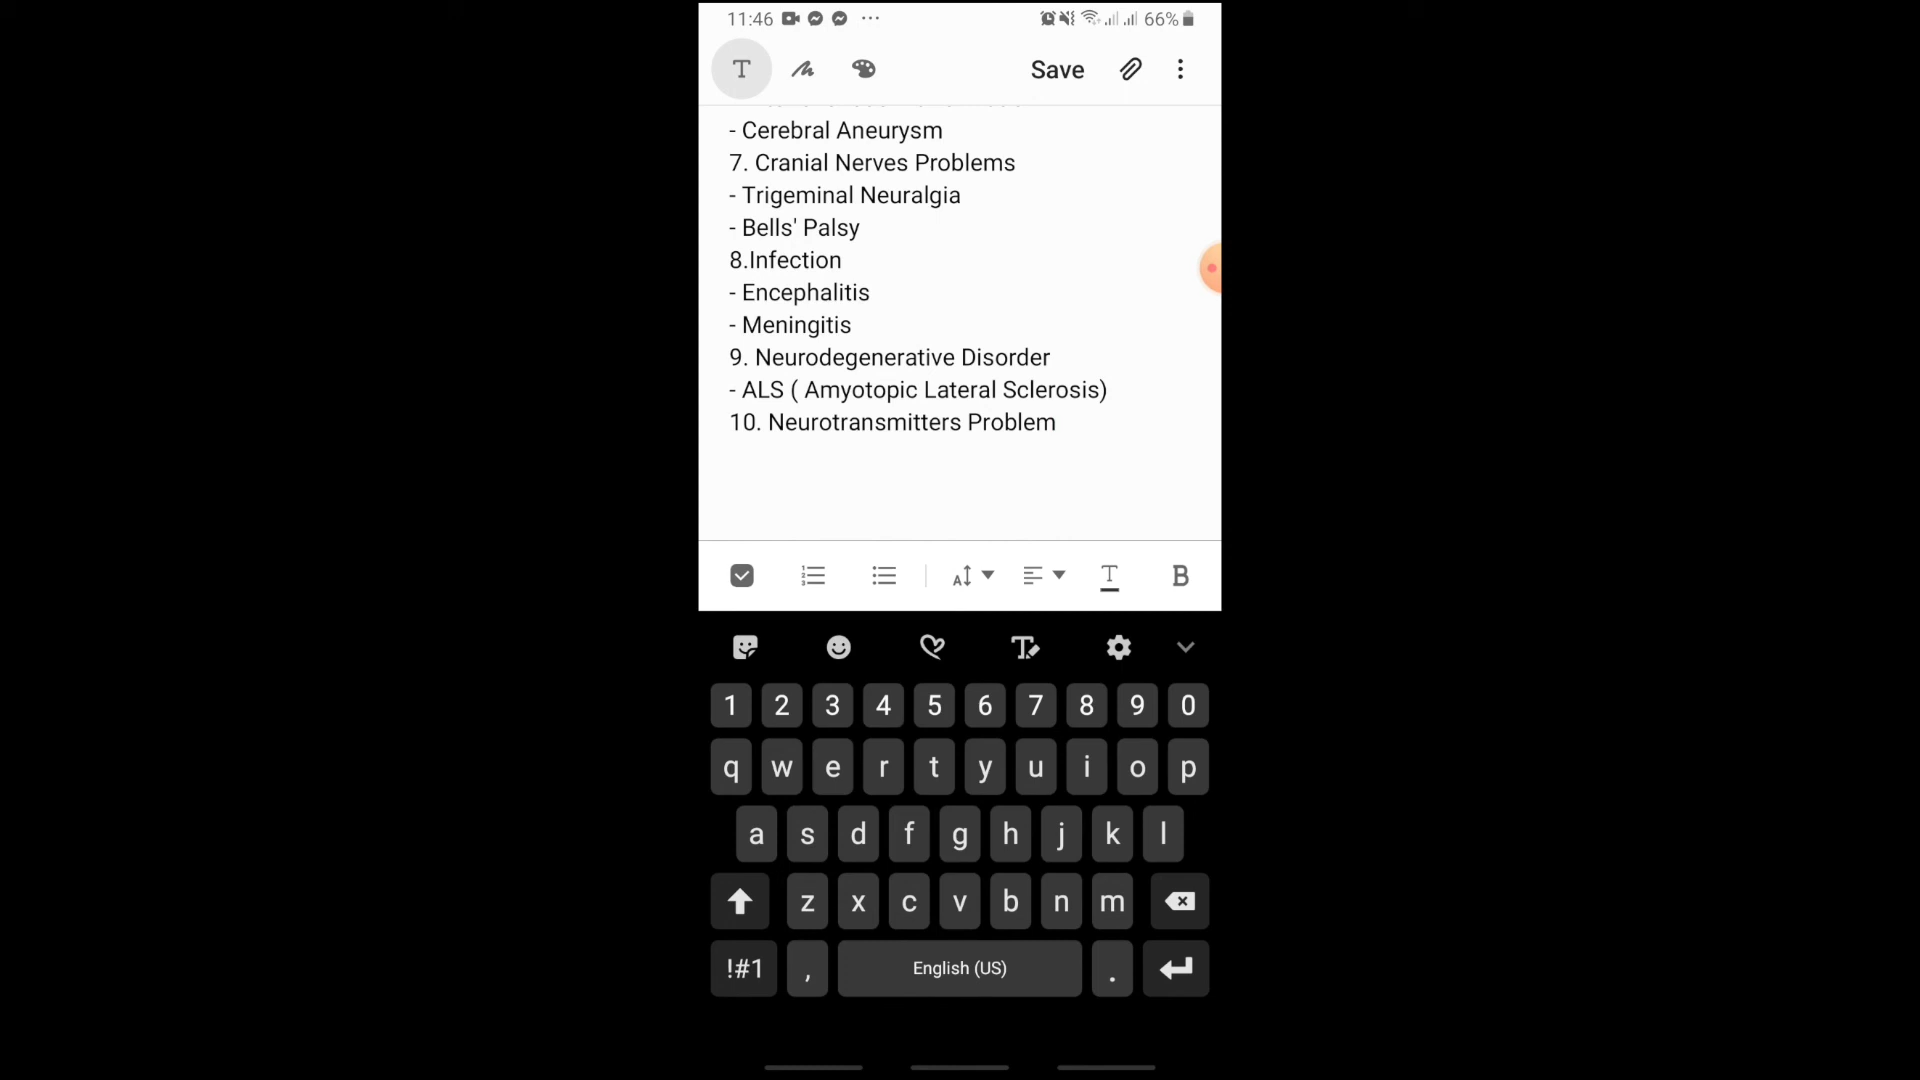 11:46 ... 66%
T Save
- Cerebral Aneurysm
7. Cranial Nerves Problems
- Trigeminal Neuralgia
- Bells' Palsy
8.Infection
- Encephalitis
- Meningitis
9. Neurodegenerative Disorder
- ALS ( Amyotopic Lateral Sclerosis)
10. Neurotransmitters Problem
A T B
1 2 3 4 5 6 7 8 9 0
q w e r t y u i o p
a s d f g h j k l
z x c v b n m
!#1 , English (US) .